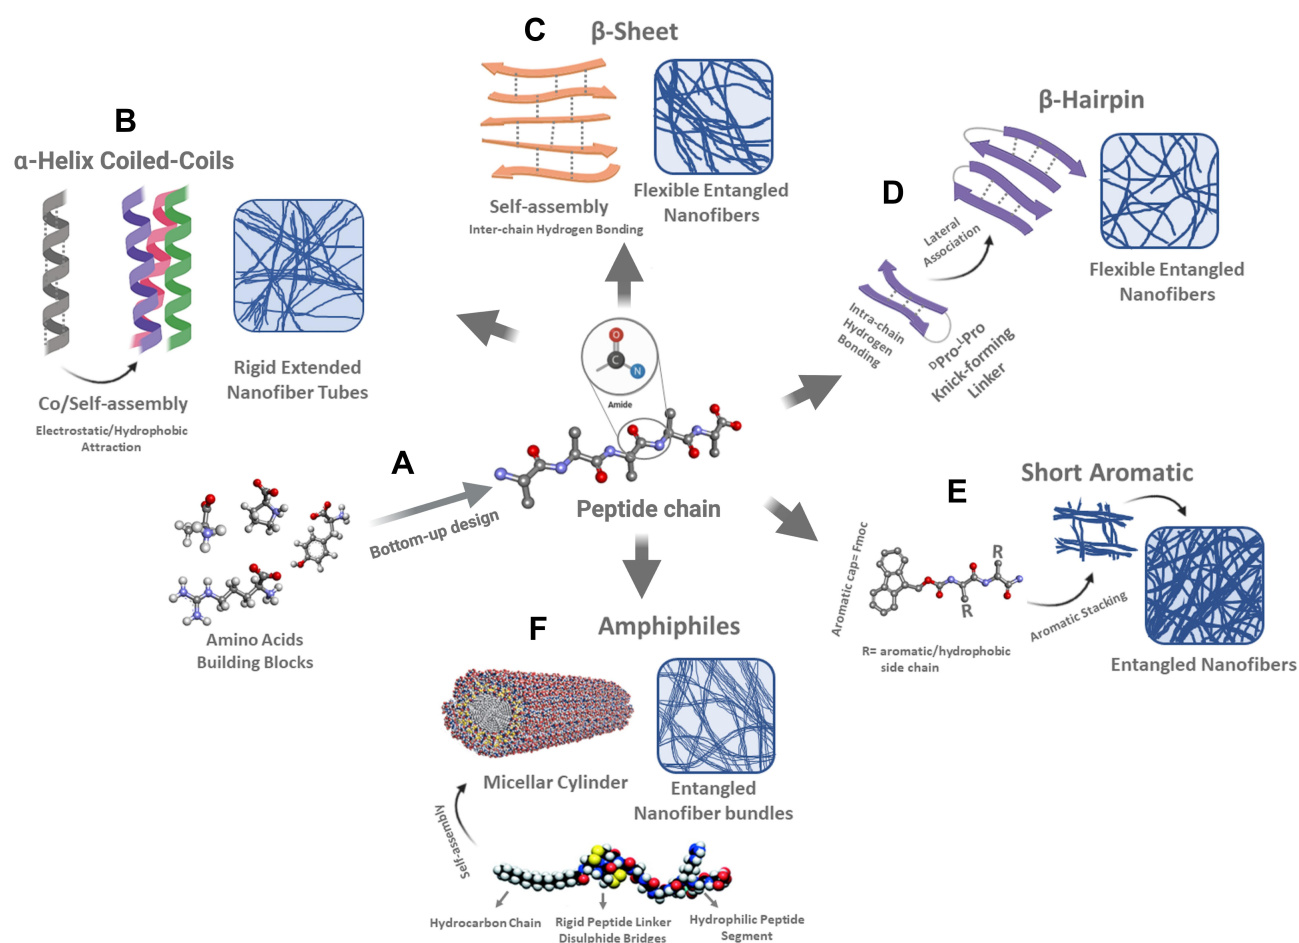 C
β-Sheet
Self-assembly
Inter-chain Hydrogen Bonding
Flexible Entangled
Nanofibers
B
α-Helix Coiled-Coils
Co/Self-assembly
Electrostatic/Hydrophobic
Attraction
Rigid Extended
Nanofiber Tubes
β-Hairpin
D
Lateral
Association
Intra-chain
Hydrogen
Bonding
DPro-LPro
Knick-forming
Linker
Flexible Entangled
Nanofibers
O
C
N
Amide
A
Bottom-up design
Peptide chain
Amino Acids
Building Blocks
E
Short Aromatic
Aromatic cap= Fmoc
R
R
R= aromatic/hydrophobic
side chain
Aromatic Stacking
Entangled Nanofibers
F
Amphiphiles
Micellar Cylinder
Entangled
Nanofiber bundles
Self-assembly
Hydrocarbon Chain
Rigid Peptide Linker
Disulphide Bridges
Hydrophilic Peptide
Segment